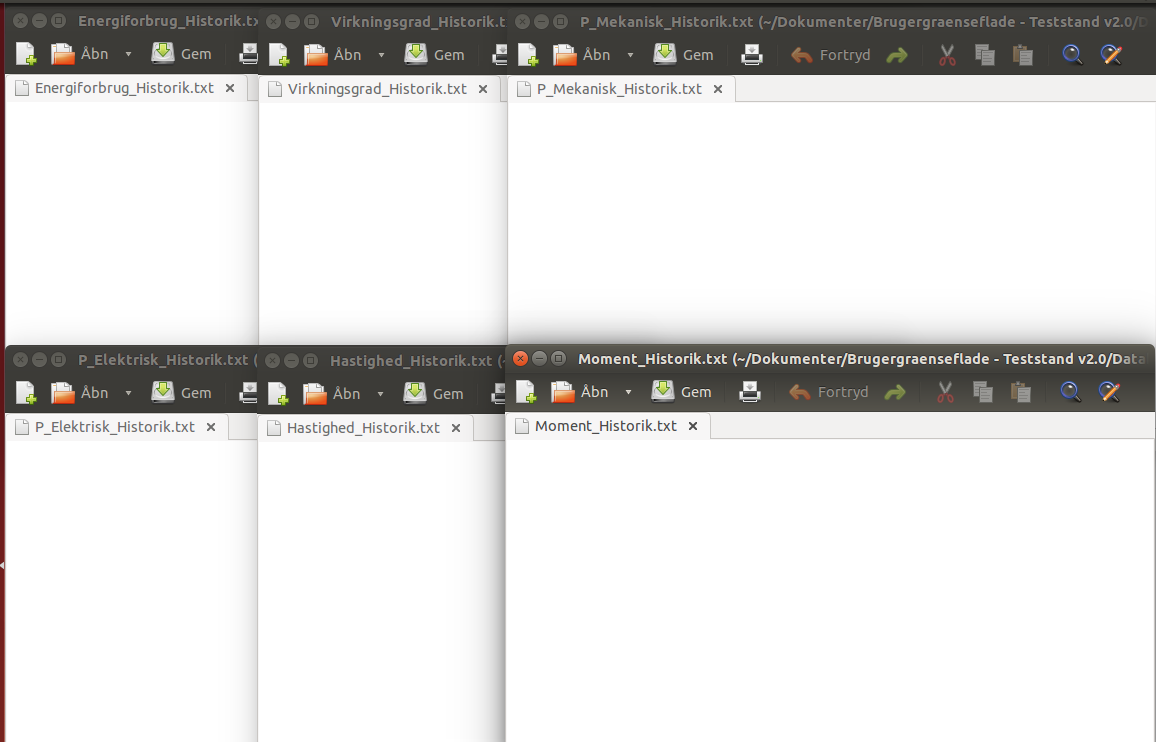 Energiforbrug_Historik.tx
Åbn Gem
Energiforbrug_Historik.txt
Virkningsgrad_Historik.t
Åbn Gem
Virkningsgrad_Historik.txt
P_Mekanisk_Historik.txt (~/Dokumenter/Brugergraenseflade - Teststand v2.0/D
Åbn Gem Fortryd
P_Mekanisk_Historik.txt
P_Elektrisk_Historik.txt (
Åbn Gem
P_Elektrisk_Historik.txt
Hastighed_Historik.txt (~
Åbn Gem
Hastighed_Historik.txt
Moment_Historik.txt (~/Dokumenter/Brugergraenseflade - Teststand v2.0/Data
Åbn Gem Fortryd
Moment_Historik.txt